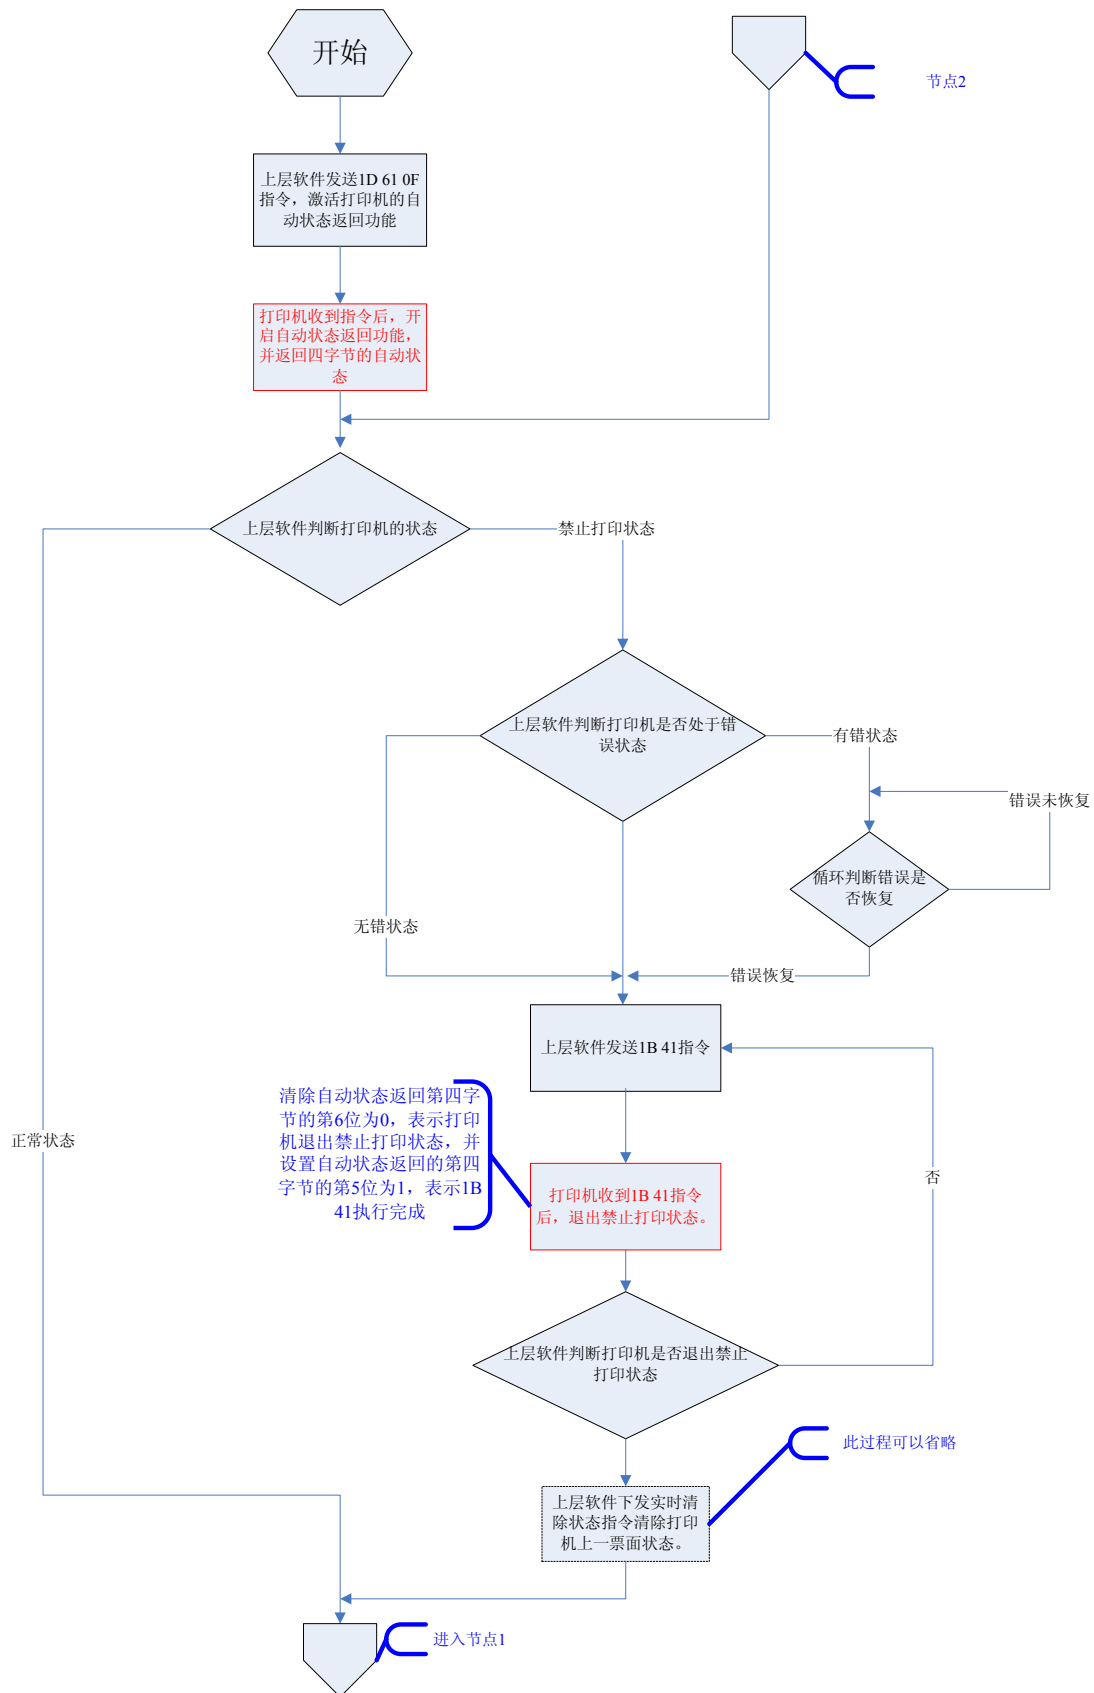 开始
节点2
上层软件发送1D 61 0F
指令，激活打印机的自
动状态返回功能
打印机收到指令后，开
启自动状态返回功能，
并返回四字节的自动状
态
上层软件判断打印机的状态
禁止打印状态
上层软件判断打印机是否处于错
误状态
有错状态
错误未恢复
循环判断错误是
否恢复
无错状态
错误恢复
上层软件发送1B 41指令
清除自动状态返回第四字
节的第6位为0，表示打印
机退出禁止打印状态，并
设置自动状态返回的第四
字节的第5位为1，表示1B
41执行完成
正常状态
否
打印机收到1B 41指令
后，退出禁止打印状态。
上层软件判断打印机是否退出禁止
打印状态
此过程可以省略
上层软件下发实时清
除状态指令清除打印
机上一票面状态。
进入节点1